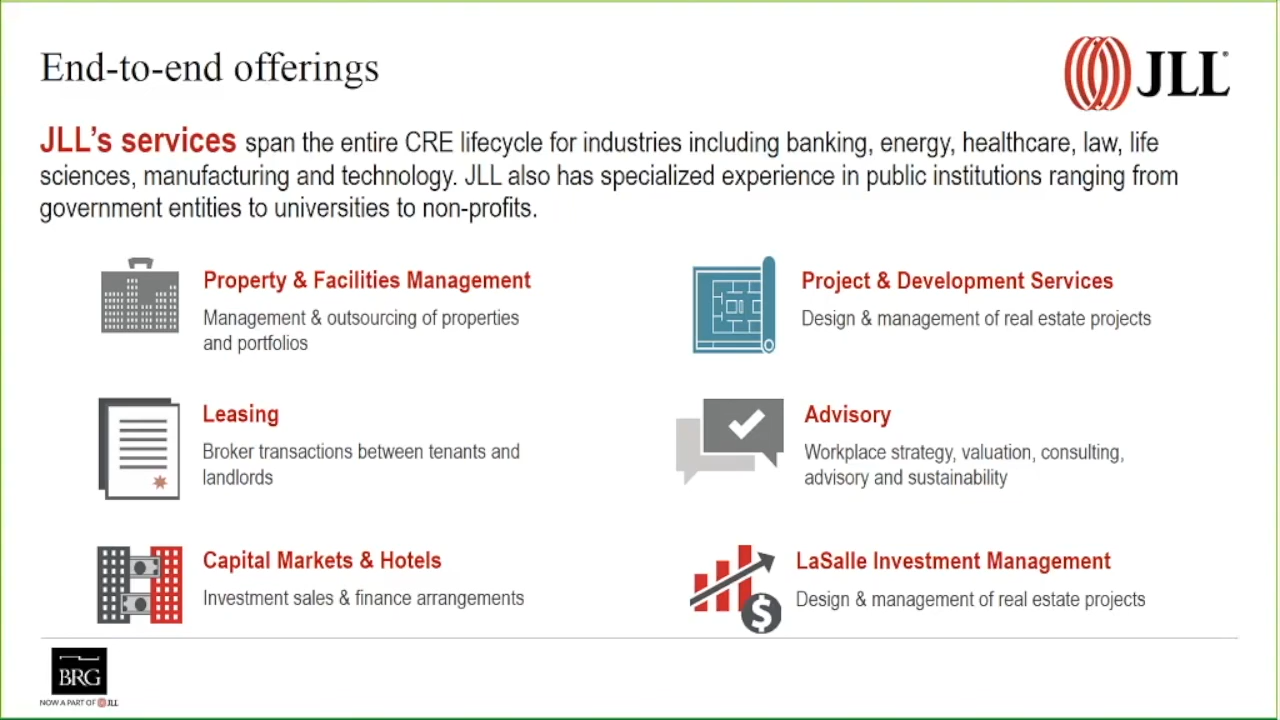 End-to-end offerings
JLL®
JLL's services span the entire CRE lifecycle for industries including banking, energy, healthcare, law, life
sciences, manufacturing and technology. JLL also has specialized experience in public institutions ranging from
government entities to universities to non-profits.
Property & Facilities Management
Management & outsourcing of properties
and portfolios
Project & Development Services
Design & management of real estate projects
Leasing
Broker transactions between tenants and
landlords
Advisory
Workplace strategy, valuation, consulting,
advisory and sustainability
Capital Markets & Hotels
Investment sales & finance arrangements
$
LaSalle Investment Management
Design & management of real estate projects
BRG
NOW A PART OF JLL